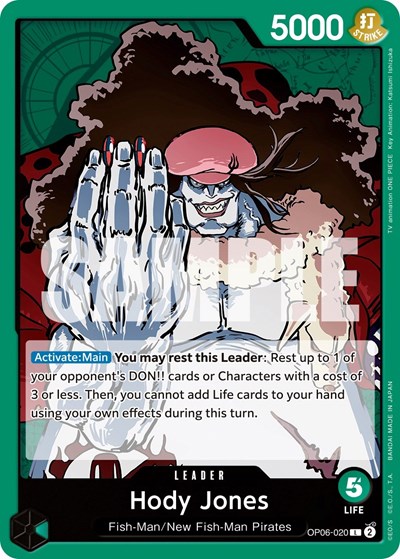 5000
打
STRIKE
TV animation ONE PIECE Key Animation: Katsumi Ishizuka
SAMPLE
Activate:Main You may rest this Leader: Rest up to 1 of
your opponent's DON!! cards or Characters with a cost of
3 or less. Then, you cannot add Life cards to your hand
using your own effects during this turn.
BANDAI MADE IN JAPAN
©E.O./S., T.A.
©E.O/S
LEADER
Hody Jones
5
LIFE
Fish-Man/New Fish-Man Pirates
OP06-020 L 2